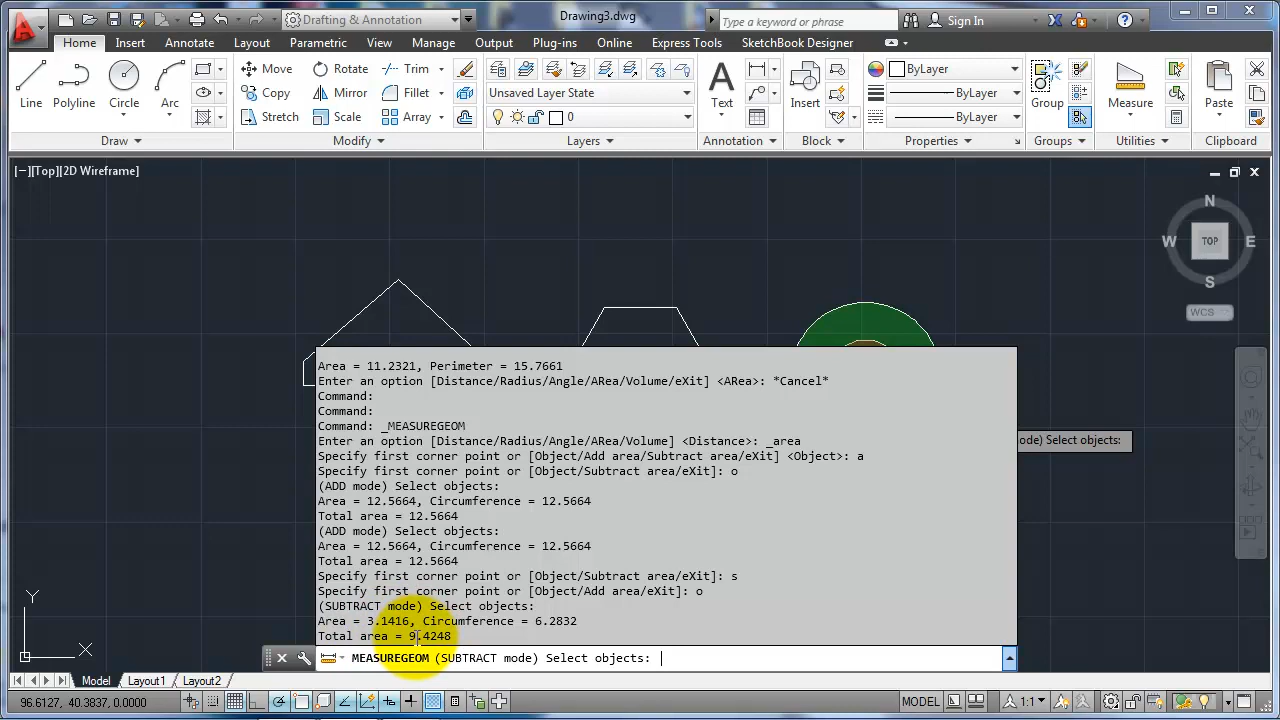 Drafting & Annotation
Drawing3.dwg
Type a keyword or phrase
Sign In
Home Insert Annotate Layout Parametric View Manage Output Plug-ins Online Express Tools SketchBook Designer
Line Polyline Circle Arc
Move Rotate Trim
Copy Mirror Fillet
Stretch Scale Array
Unsaved Layer State
0
Text
Insert
ByLayer
ByLayer
ByLayer
Group
Measure
Paste
Draw Modify Layers Annotation Block Properties Groups Utilities Clipboard
[−][Top][2D Wireframe]
N
W TOP E
S
WCS
Area = 11.2321, Perimeter = 15.7661
Enter an option [Distance/Radius/Angle/ARea/Volume/eXit] <ARea>: *Cancel*
Command:
Command:
Command: _MEASUREGEOM
Enter an option [Distance/Radius/Angle/ARea/Volume] <Distance>: _area
ode) Select objects:
Specify first corner point or [Object/Add area/Subtract area/eXit] <Object>: a
Specify first corner point or [Object/Subtract area/eXit]: o
(ADD mode) Select objects:
Area = 12.5664, Circumference = 12.5664
Total area = 12.5664
(ADD mode) Select objects:
Area = 12.5664, Circumference = 12.5664
Total area = 12.5664
Specify first corner point or [Object/Subtract area/eXit]: s
Specify first corner point or [Object/Add area/eXit]: o
(SUBTRACT mode) Select objects:
Area = 3.1416, Circumference = 6.2832
Total area = 9.4248
MEASUREGEOM (SUBTRACT mode) Select objects:
Y
X
Model Layout1 Layout2
96.6127, 40.3837, 0.0000
MODEL
1:1